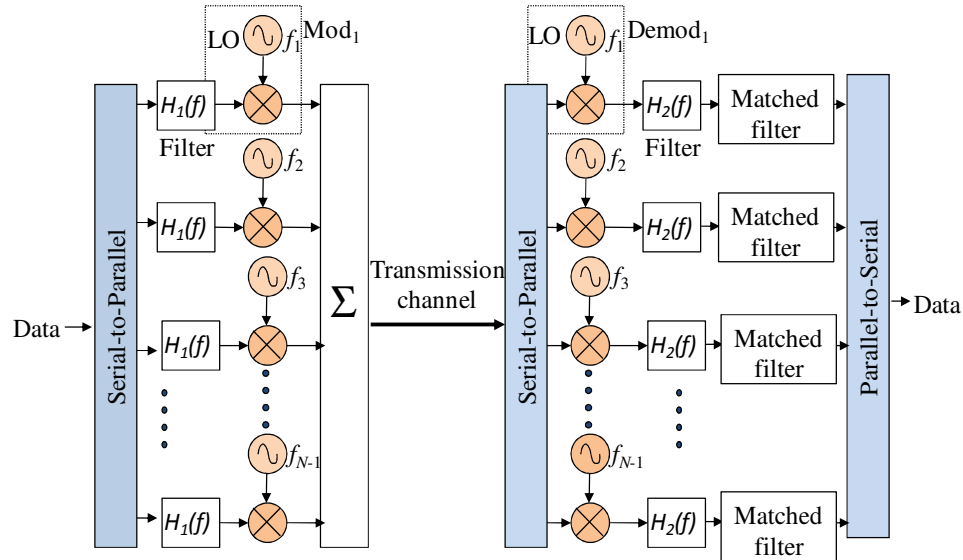 LO
f1
Mod1
H1(f)
Filter
f2
H1(f)
f3
Data
Serial-to-Parallel
H1(f)
fN-1
H1(f)
Σ
Transmission
channel
LO
f1
Demod1
H2(f)
Matched
filter
Filter
f2
H2(f)
Matched
filter
f3
Serial-to-Parallel
H2(f)
Matched
filter
fN-1
H2(f)
Matched
filter
Parallel-to-Serial
Data